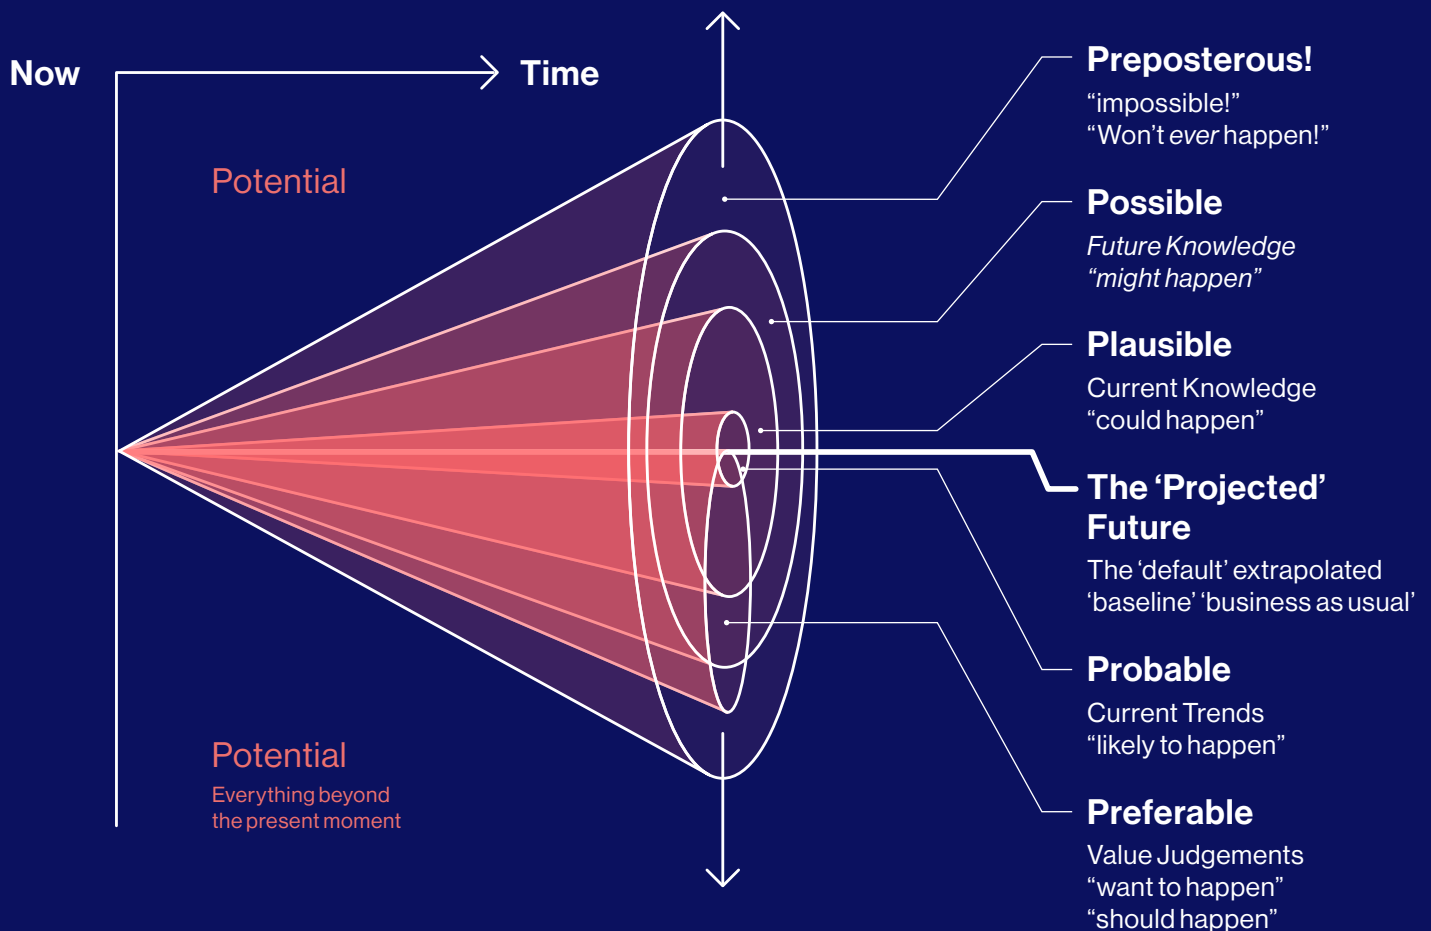 Now
Time
Potential
Potential
Everything beyond
the present moment
Preposterous!
“impossible!”
“Won’t ever happen!”
Possible
Future Knowledge
“might happen”
Plausible
Current Knowledge
“could happen”
The ‘Projected’
Future
The ‘default’ extrapolated
‘baseline’ ‘business as usual’
Probable
Current Trends
“likely to happen”
Preferable
Value Judgements
“want to happen”
“should happen”